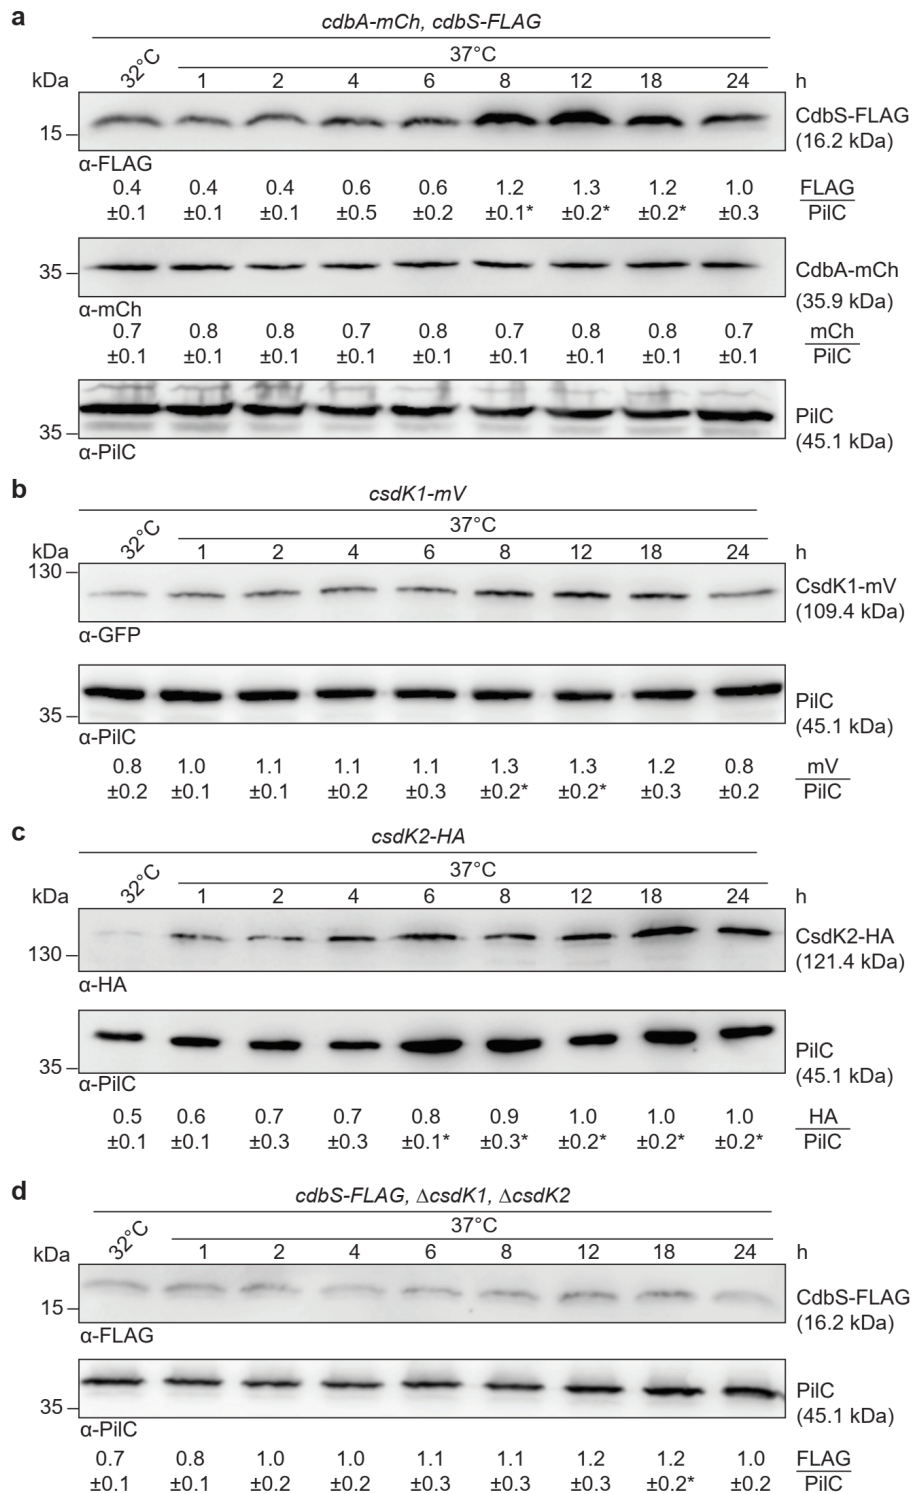 a
cdbA-mCh, cdbS-FLAG
32°C 37°C
kDa 1 2 4 6 8 12 18 24 h
15 CdbS-FLAG
(16.2 kDa)
α-FLAG
0.4 0.4 0.4 0.6 0.6 1.2 1.3 1.2 1.0 FLAG
±0.1 ±0.1 ±0.1 ±0.5 ±0.2 ±0.1* ±0.2* ±0.2* ±0.3 PilC
35 CdbA-mCh
(35.9 kDa)
α-mCh
0.7 0.8 0.8 0.7 0.8 0.7 0.8 0.8 0.7 mCh
±0.1 ±0.1 ±0.1 ±0.1 ±0.1 ±0.1 ±0.1 ±0.1 ±0.1 PilC
PilC
35 (45.1 kDa)
α-PilC
b
csdK1-mV
32°C 37°C
kDa 1 2 4 6 8 12 18 24 h
130 CsdK1-mV
(109.4 kDa)
α-GFP
PilC
35 (45.1 kDa)
α-PilC
0.8 1.0 1.1 1.1 1.1 1.3 1.3 1.2 0.8 mV
±0.2 ±0.1 ±0.1 ±0.2 ±0.3 ±0.2* ±0.2* ±0.3 ±0.2 PilC
c
csdK2-HA
32°C 37°C
kDa 1 2 4 6 8 12 18 24 h
CsdK2-HA
130 (121.4 kDa)
α-HA
PilC
35 (45.1 kDa)
α-PilC
0.5 0.6 0.7 0.7 0.8 0.9 1.0 1.0 1.0 HA
±0.1 ±0.1 ±0.3 ±0.3 ±0.1* ±0.3* ±0.2* ±0.2* ±0.2* PilC
d
cdbS-FLAG, ΔcsdK1, ΔcsdK2
32°C 37°C
kDa 1 2 4 6 8 12 18 24 h
15 CdbS-FLAG
(16.2 kDa)
α-FLAG
PilC
35 (45.1 kDa)
α-PilC
0.7 0.8 1.0 1.0 1.1 1.1 1.2 1.2 1.0 FLAG
±0.1 ±0.1 ±0.2 ±0.2 ±0.3 ±0.3 ±0.3 ±0.2* ±0.2 PilC